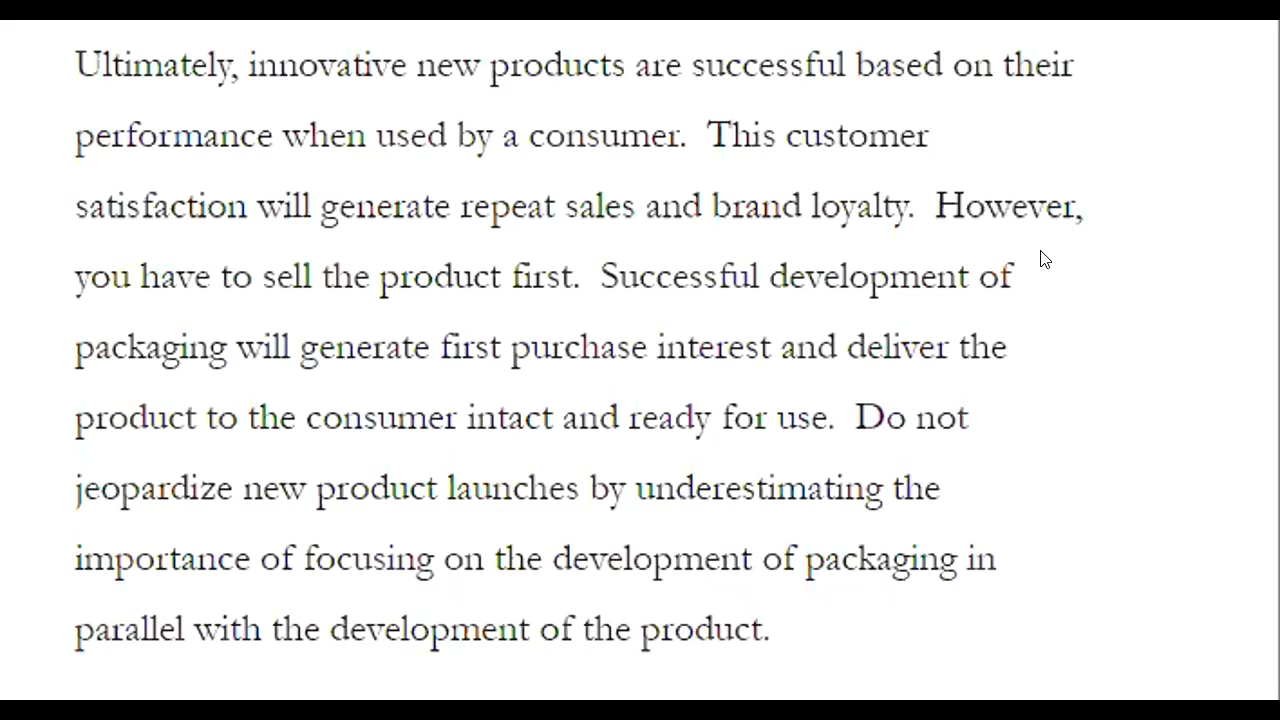 Ultimately, innovative new products are successful based on their
performance when used by a consumer.  This customer
satisfaction will generate repeat sales and brand loyalty.  However,
you have to sell the product first.  Successful development of
packaging will generate first purchase interest and deliver the
product to the consumer intact and ready for use.  Do not
jeopardize new product launches by underestimating the
importance of focusing on the development of packaging in
parallel with the development of the product.